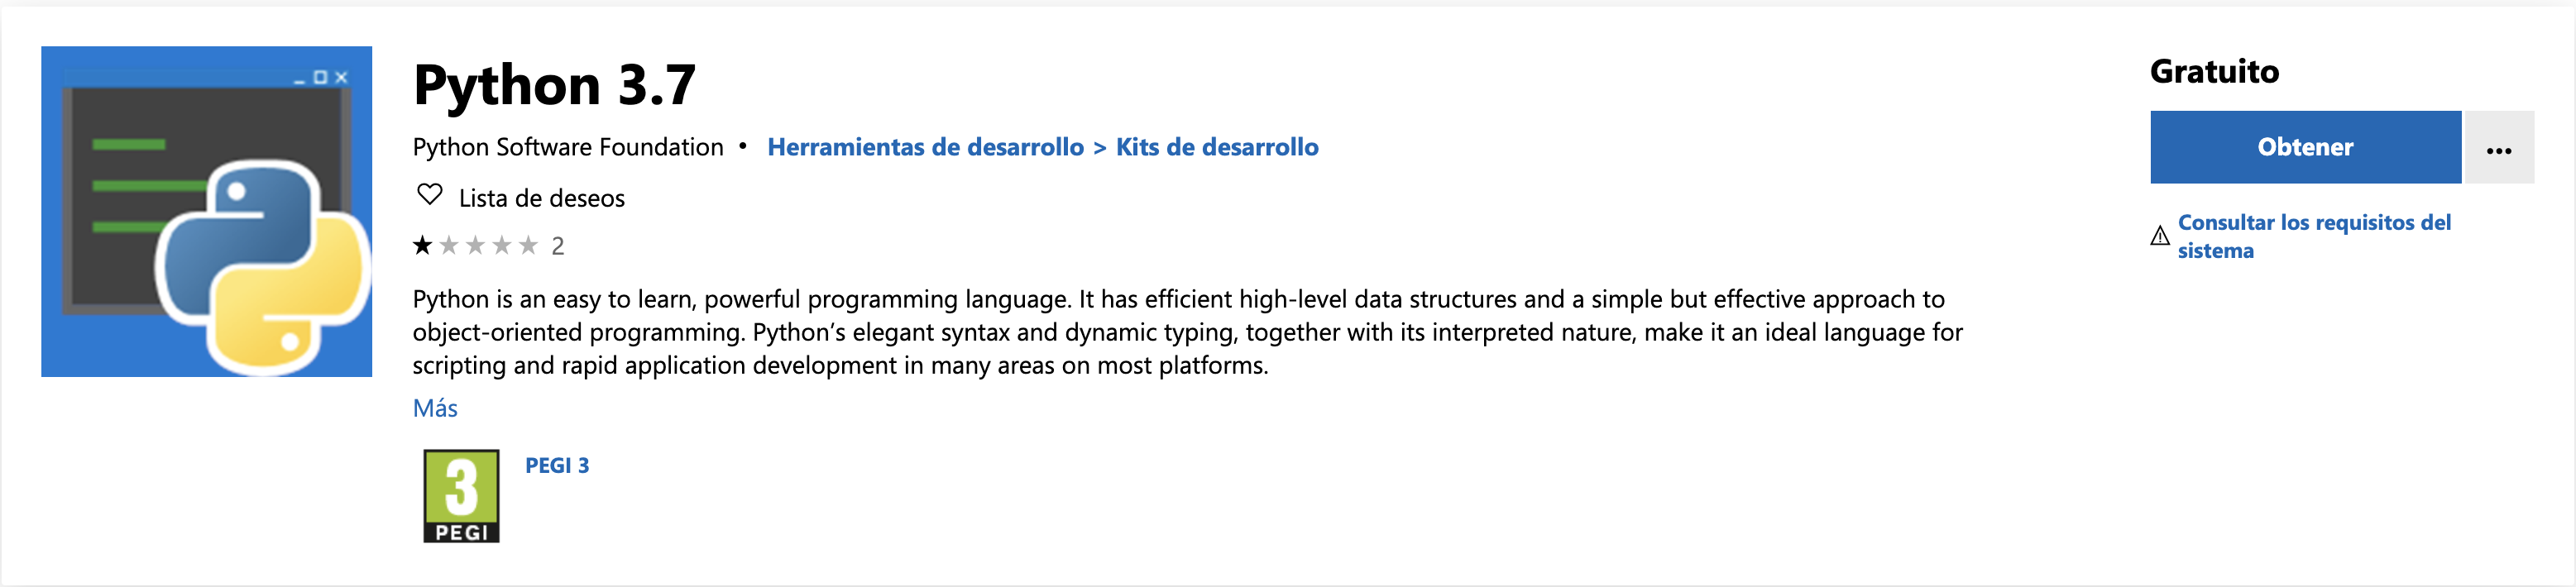 Python 3.7
Python Software Foundation • Herramientas de desarrollo > Kits de desarrollo
Lista de deseos
2
Python is an easy to learn, powerful programming language. It has efficient high-level data structures and a simple but effective approach to
object-oriented programming. Python’s elegant syntax and dynamic typing, together with its interpreted nature, make it an ideal language for
scripting and rapid application development in many areas on most platforms.
Más
3
PEGI
PEGI 3
Gratuito
Obtener
...
Consultar los requisitos del
sistema